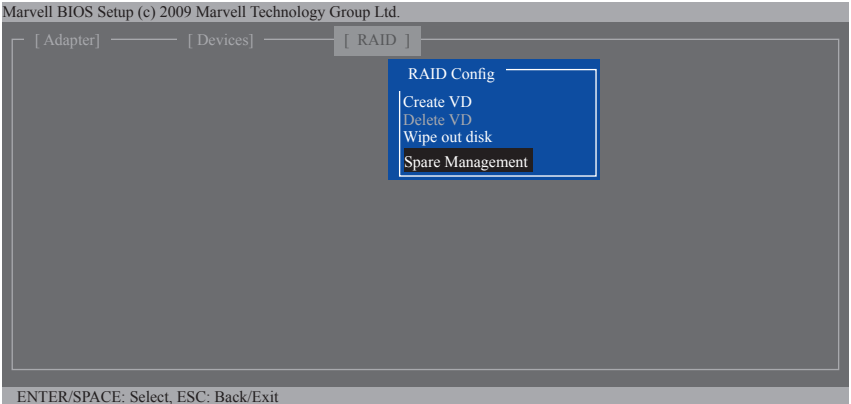 Marvell BIOS Setup (c) 2009 Marvell Technology Group Ltd.
[ Adapter] [ Devices] [ RAID ]
RAID Config
Create VD
Delete VD
Wipe out disk
Spare Management
ENTER/SPACE: Select, ESC: Back/Exit